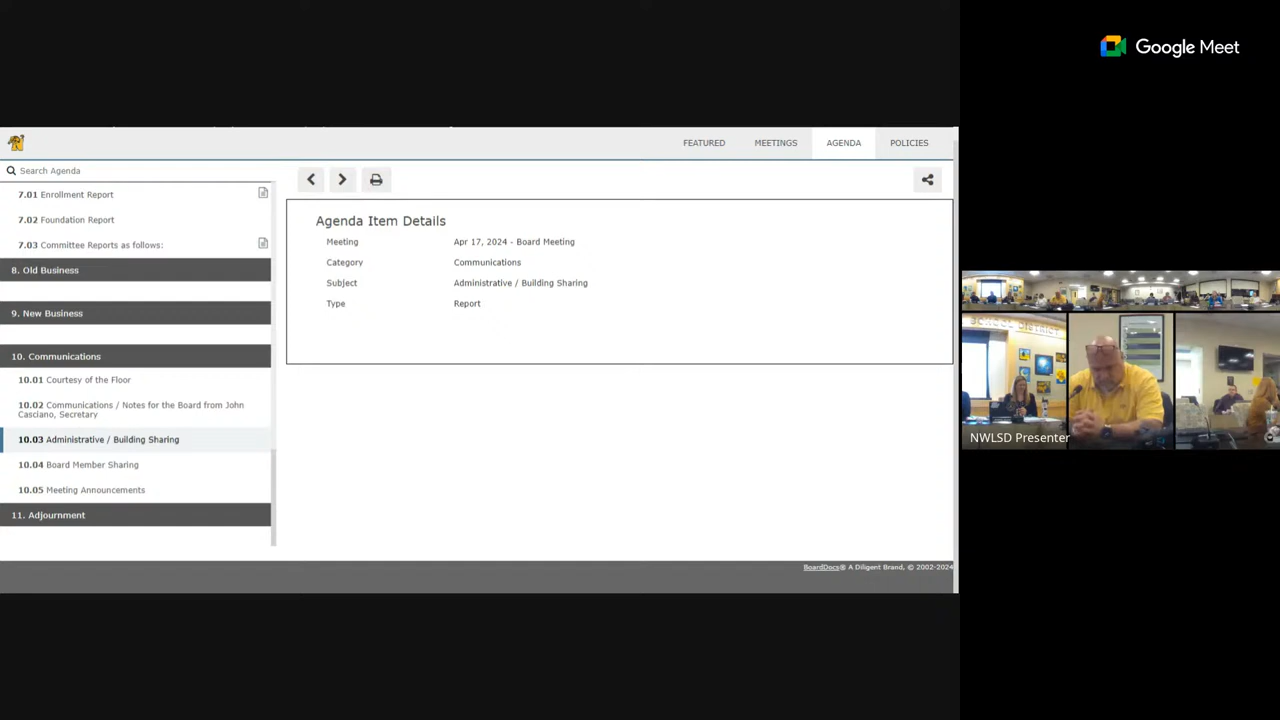 Google Meet
FEATURED
MEETINGS
AGENDA
POLICIES
Search Agenda
7.01 Enrollment Report
7.02 Foundation Report
7.03 Committee Reports as follows:
8. Old Business
9. New Business
10. Communications
10.01 Courtesy of the Floor
10.02 Communications / Notes for the Board from John
Casciano, Secretary
10.03 Administrative / Building Sharing
10.04 Board Member Sharing
10.05 Meeting Announcements
11. Adjournment
Agenda Item Details
Meeting Apr 17, 2024 - Board Meeting
Category Communications
Subject Administrative / Building Sharing
Type Report
BoardDocs® A Diligent Brand, © 2002-2024
SCHOOL DISTRICT
NWLSD Presenter